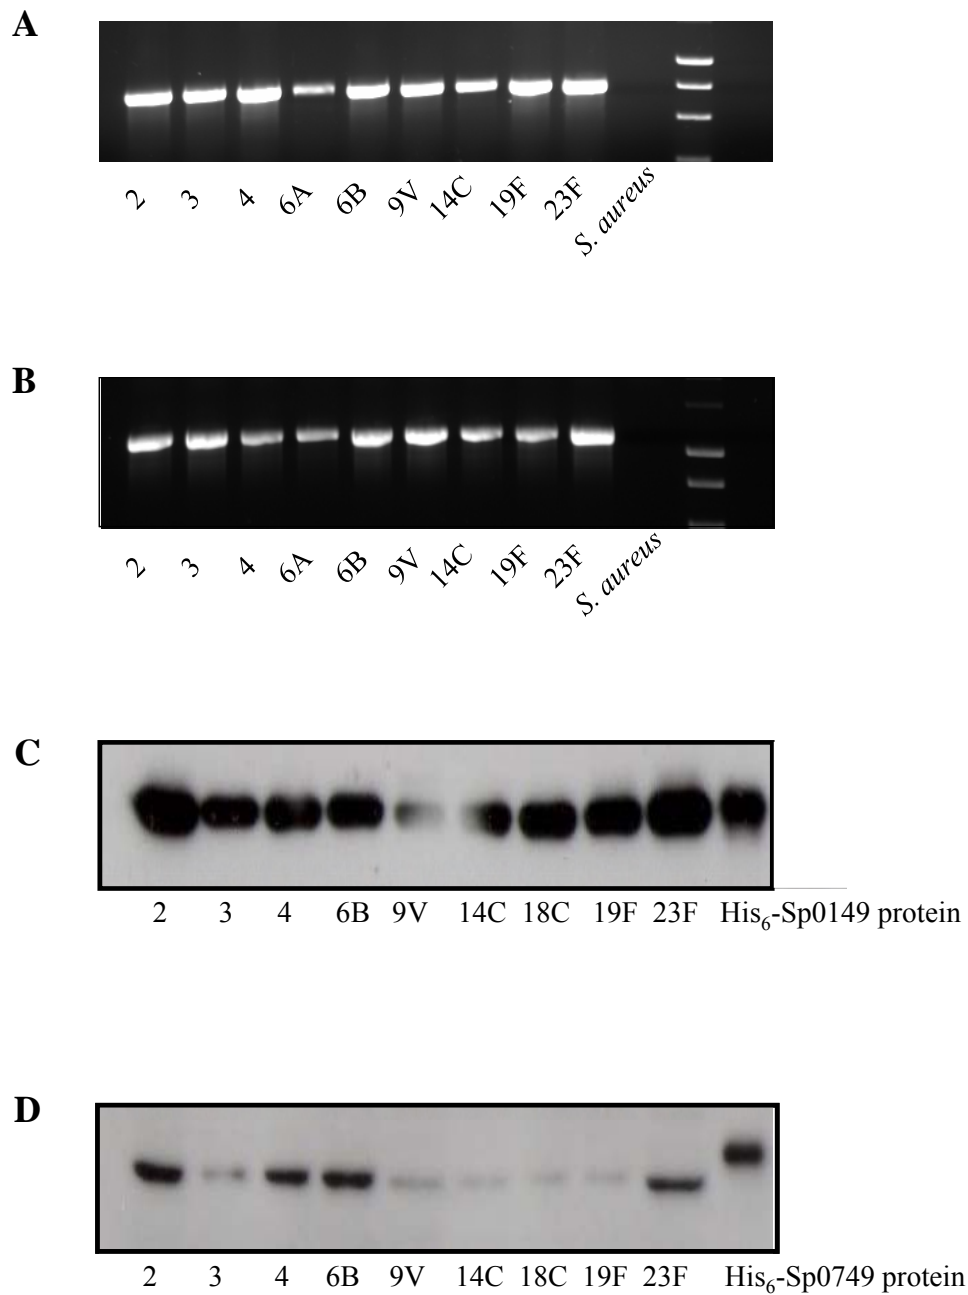 A
2 3 4 6A 6B 9V 14C 19F 23F S. aureus
B
2 3 4 6A 6B 9V 14C 19F 23F S. aureus
C
2 3 4 6B 9V 14C 18C 19F 23F His₆-Sp0149 protein
D
2 3 4 6B 9V 14C 18C 19F 23F His₆-Sp0749 protein